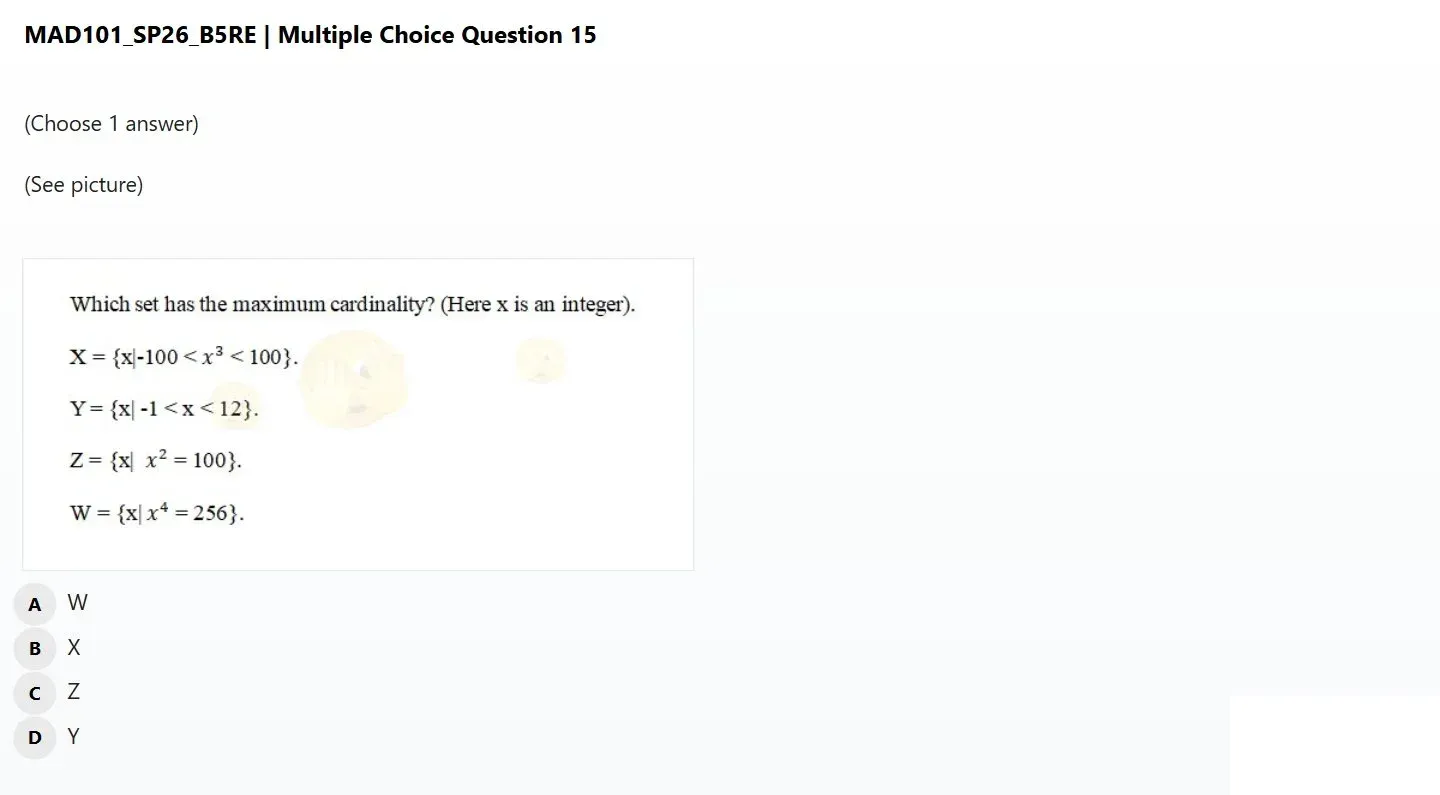 MAD101_SP26_B5RE | Multiple Choice Question 15
(Choose 1 answer)
(See picture)
Which set has the maximum cardinality? (Here x is an integer).
X = {x|-100 < x³ < 100}.
Y = {x| -1 < x < 12}.
Z = {x| x² = 100}.
W = {x| x⁴ = 256}.
A W
B X
C Z
D Y